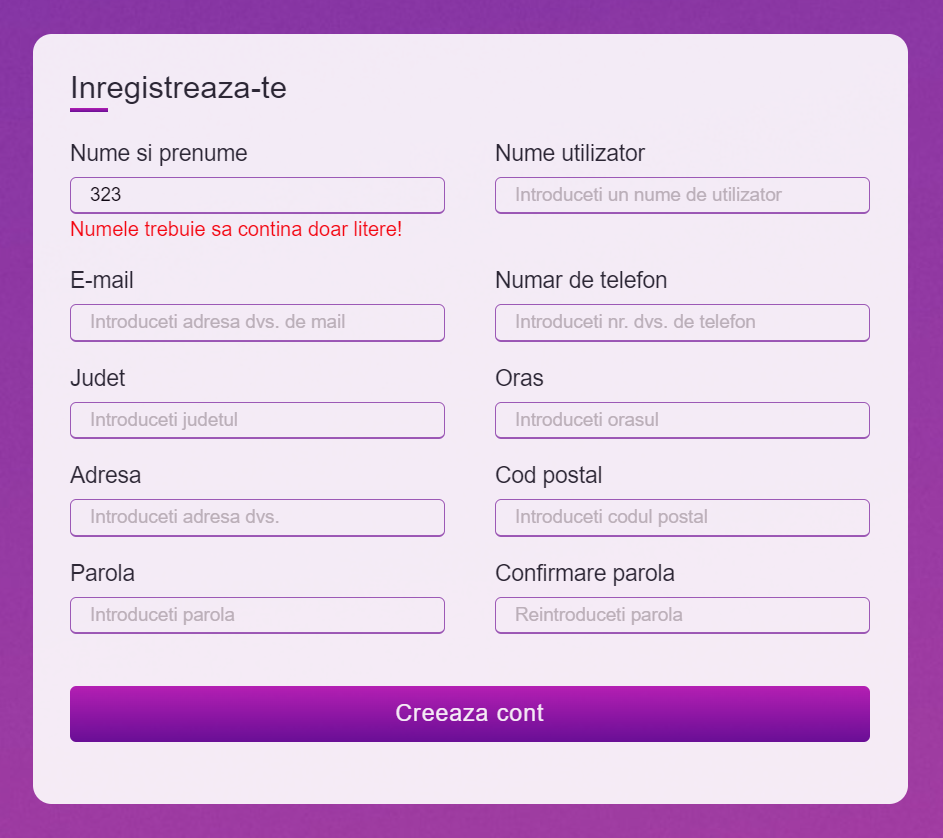 Inregistreaza-te
Nume si prenume
Nume utilizator
323
Introduceti un nume de utilizator
Numele trebuie sa contina doar litere!
E-mail
Numar de telefon
Introduceti adresa dvs. de mail
Introduceti nr. dvs. de telefon
Judet
Oras
Introduceti judetul
Introduceti orasul
Adresa
Cod postal
Introduceti adresa dvs.
Introduceti codul postal
Parola
Confirmare parola
Introduceti parola
Reintroduceti parola
Creeaza cont